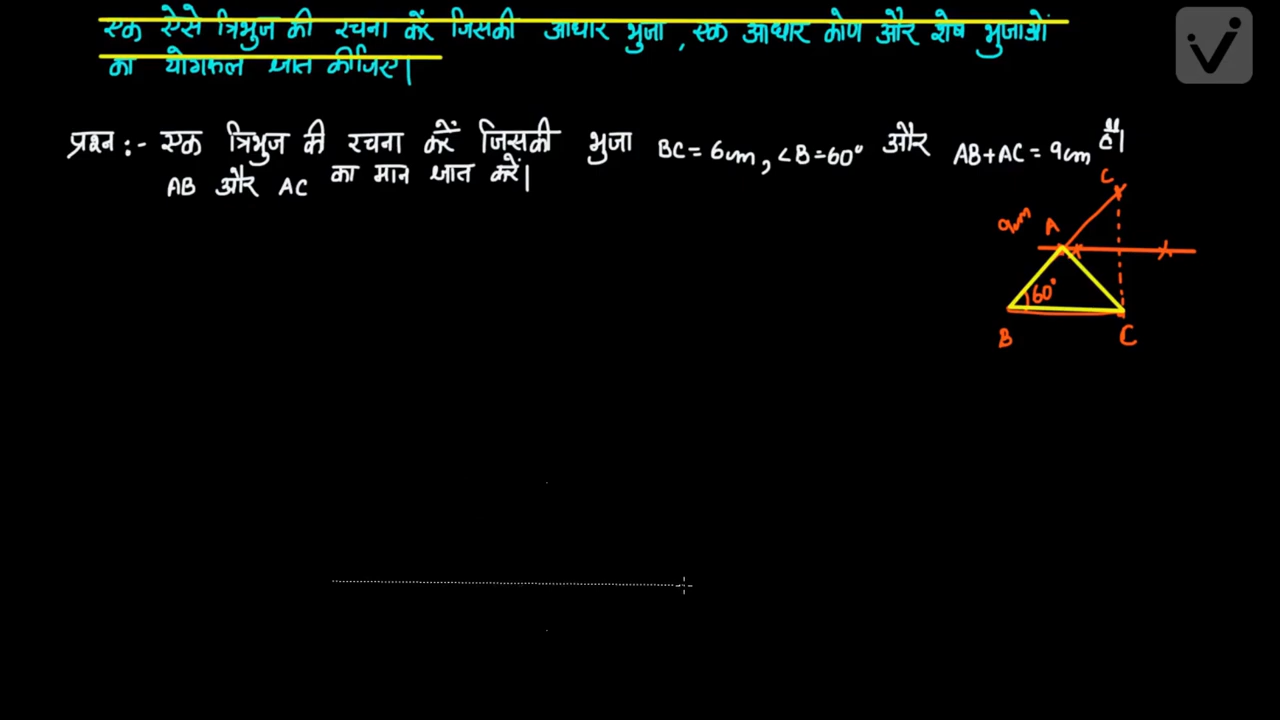 एक ऐसे त्रिभुज की रचना करें जिसकी आधार भुजा, एक आधार कोण और शेष भुजाओं
का योगफल ज्ञात कीजिए।
प्रश्न:- एक त्रिभुज की रचना करें जिसकी भुजा BC = 6cm, ∠B=60° और AB+AC = 9cm है।
AB और AC का मान ज्ञात करें।
C
9cm A
60°
B C